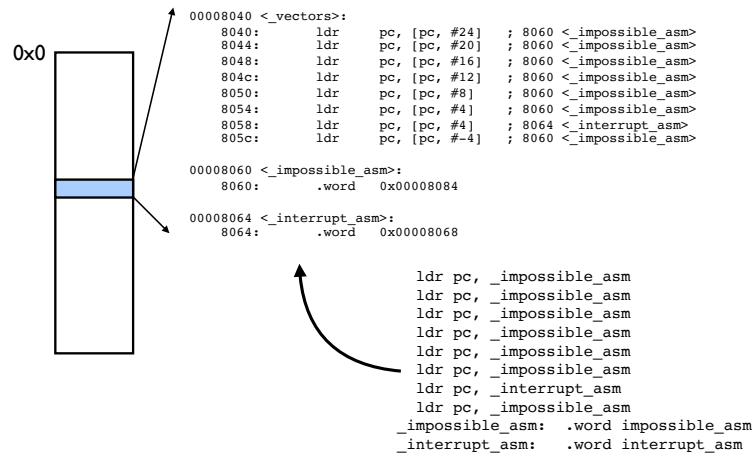 0x0
00008040 <_vectors>:
8040: ldr pc, [pc, #24] ; 8060 <_impossible_asm>
8044: ldr pc, [pc, #20] ; 8060 <_impossible_asm>
8048: ldr pc, [pc, #16] ; 8060 <_impossible_asm>
804c: ldr pc, [pc, #12] ; 8060 <_impossible_asm>
8050: ldr pc, [pc, #8] ; 8060 <_impossible_asm>
8054: ldr pc, [pc, #4] ; 8060 <_impossible_asm>
8058: ldr pc, [pc, #4] ; 8064 <_interrupt_asm>
805c: ldr pc, [pc, #-4] ; 8060 <_impossible_asm>
00008060 <_impossible_asm>:
8060: .word 0x00008084
00008064 <_interrupt_asm>:
8064: .word 0x00008068
ldr pc, _impossible_asm
ldr pc, _impossible_asm
ldr pc, _impossible_asm
ldr pc, _impossible_asm
ldr pc, _impossible_asm
ldr pc, _impossible_asm
ldr pc, _interrupt_asm
ldr pc, _impossible_asm
_impossible_asm: .word impossible_asm
_interrupt_asm: .word interrupt_asm